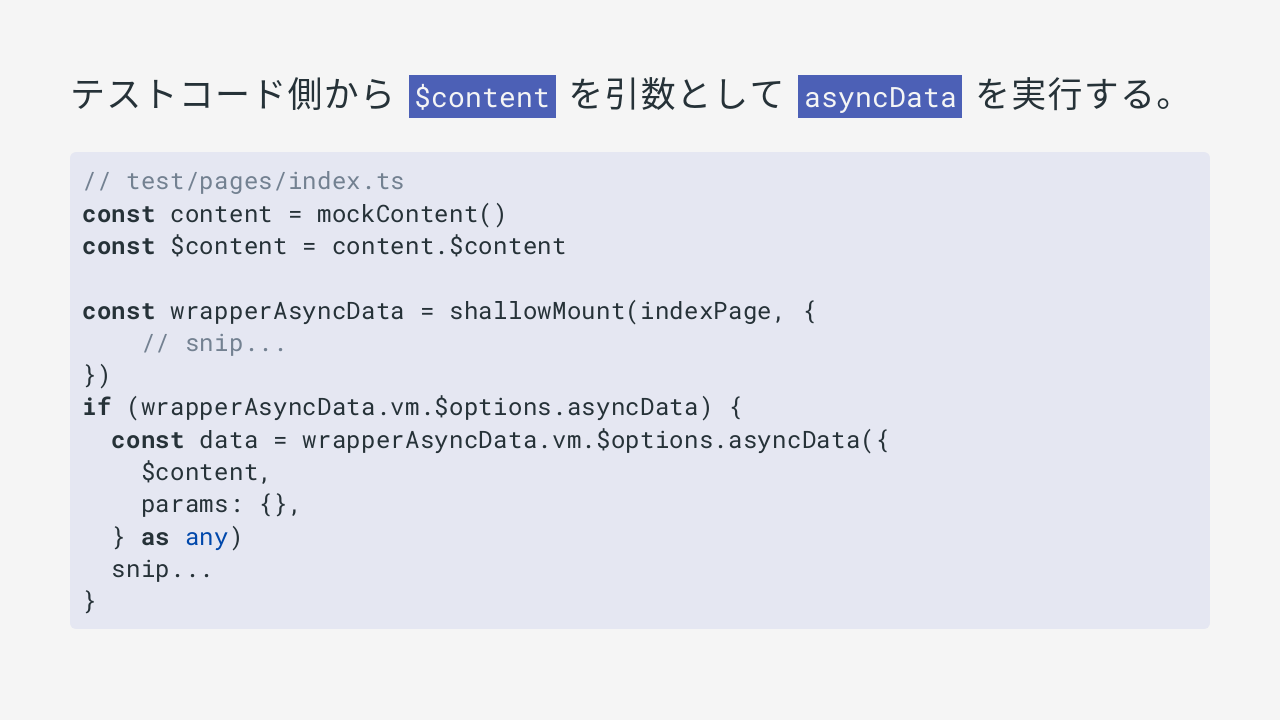 テストコード側から $content を引数として asyncData を実行する。
// test/pages/index.ts
const content = mockContent()
const $content = content.$content
const wrapperAsyncData = shallowMount(indexPage, {
    // snip...
})
if (wrapperAsyncData.vm.$options.asyncData) {
  const data = wrapperAsyncData.vm.$options.asyncData({
    $content,
    params: {},
  } as any)
  snip...
}